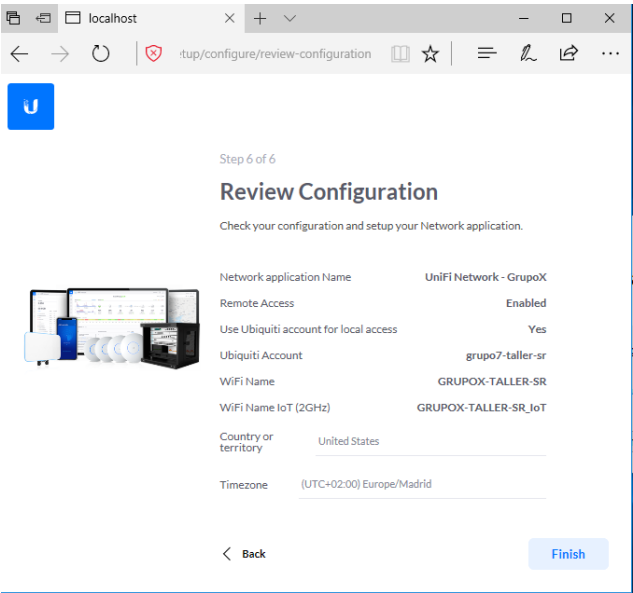 localhost
:tup/configure/review-configuration
Step 6 of 6
Review Configuration
Check your configuration and setup your Network application.
Network application Name UniFi Network - GrupoX
Remote Access Enabled
Use Ubiquiti account for local access Yes
Ubiquiti Account grupo7-taller-sr
WiFi Name GRUPOX-TALLER-SR
WiFi Name IoT (2GHz) GRUPOX-TALLER-SR_IoT
Country or
territory United States
Timezone (UTC+02:00) Europe/Madrid
Back Finish